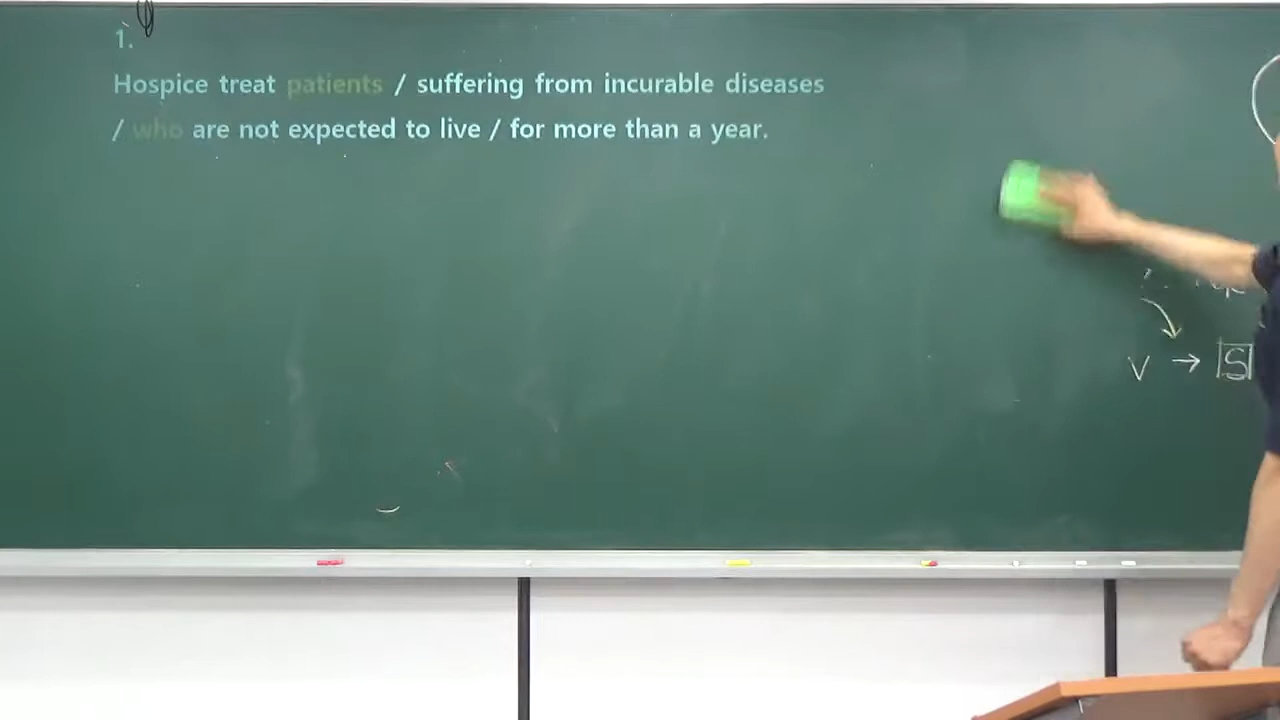 1.
Hospice treat patients / suffering from incurable diseases
/ who are not expected to live / for more than a year.
V → S